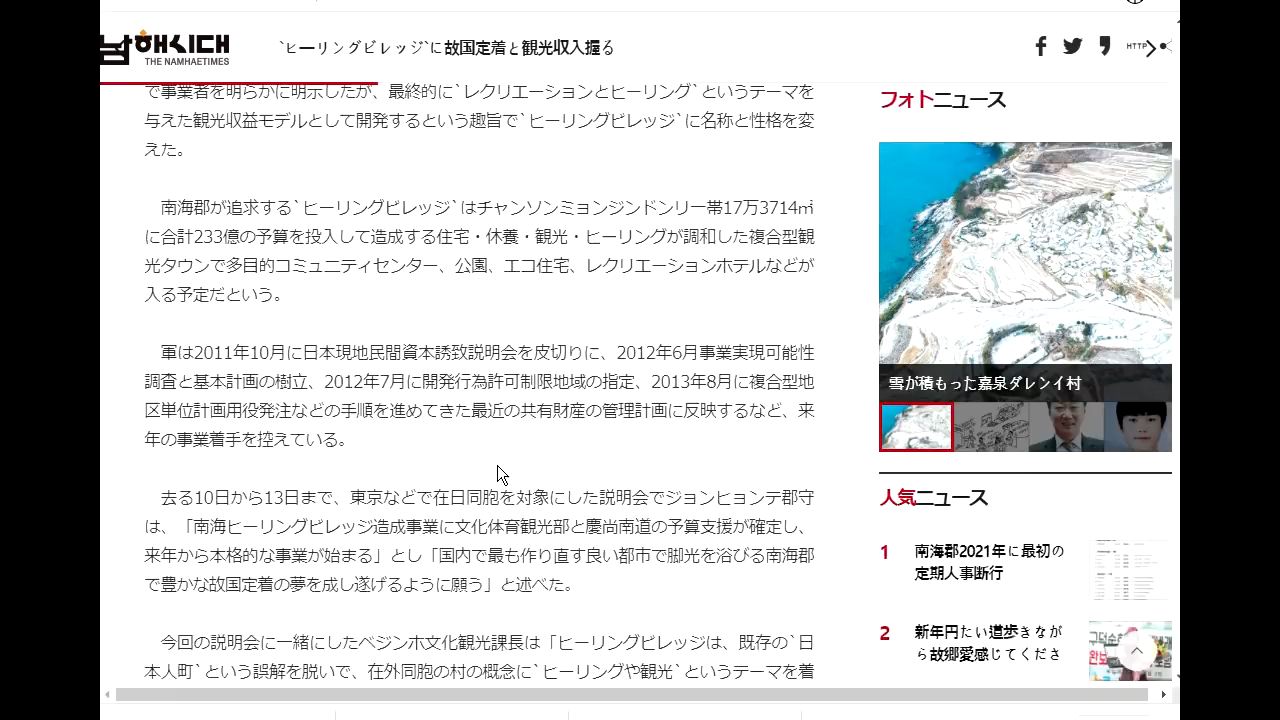 남해시대
THE NAMHAETIMES
`ヒーリングビレッジ`に故国定着と観光収入握る
HTTP
で事業者を明らかに明示したが、最終的に`レクリエーションとヒーリング`というテーマを
与えた観光収益モデルとして開発するという趣旨で`ヒーリングビレッジ`に名称と性格を変
えた。
南海郡が追求する`ヒーリングビレッジ`はチャンソンミョンジンドンリ一帯17万3714㎡
に合計233億の予算を投入して造成する住宅・休養・観光・ヒーリングが調和した複合型観
光タウンで多目的コミュニティセンター、公園、エコ住宅、レクリエーションホテルなどが
入る予定だという。
軍は2011年10月に日本現地民間資本誘致説明会を皮切りに、2012年6月事業実現可能性
調査と基本計画の樹立、2012年7月に開発行為許可制限地域の指定、2013年8月に複合型地
区単位計画用役発注などの手順を進めてきた最近の共有財産の管理計画に反映するなど、来
年の事業着手を控えている。
去る10日から13日まで、東京などで在日同胞を対象にした説明会でジョンヒョンテ郡守
は、「南海ヒーリングビレッジ造成事業に文化体育観光部と慶尚南道の予算支援が確定し、
来年から本格的な事業が始まる」と「国内で最も作り直す良い都市で脚光を浴びる南海郡
で豊かな故国定着の夢を成し遂げるように願う」と述べた。
今回の説明会に一緒にしたベジンホ文化観光課長は「ヒーリングビレッジは、既存の`日
本人町`という誤解を脱いで、在日同胞の村の概念に`ヒーリングや観光`というテーマを着
フォトニュース
雪が積もった嘉泉ダレンイ村
人気ニュース
1 南海郡2021年に最初の
定期人事断行
2 新年円たい道歩きなが
ら故郷愛感じてくださ